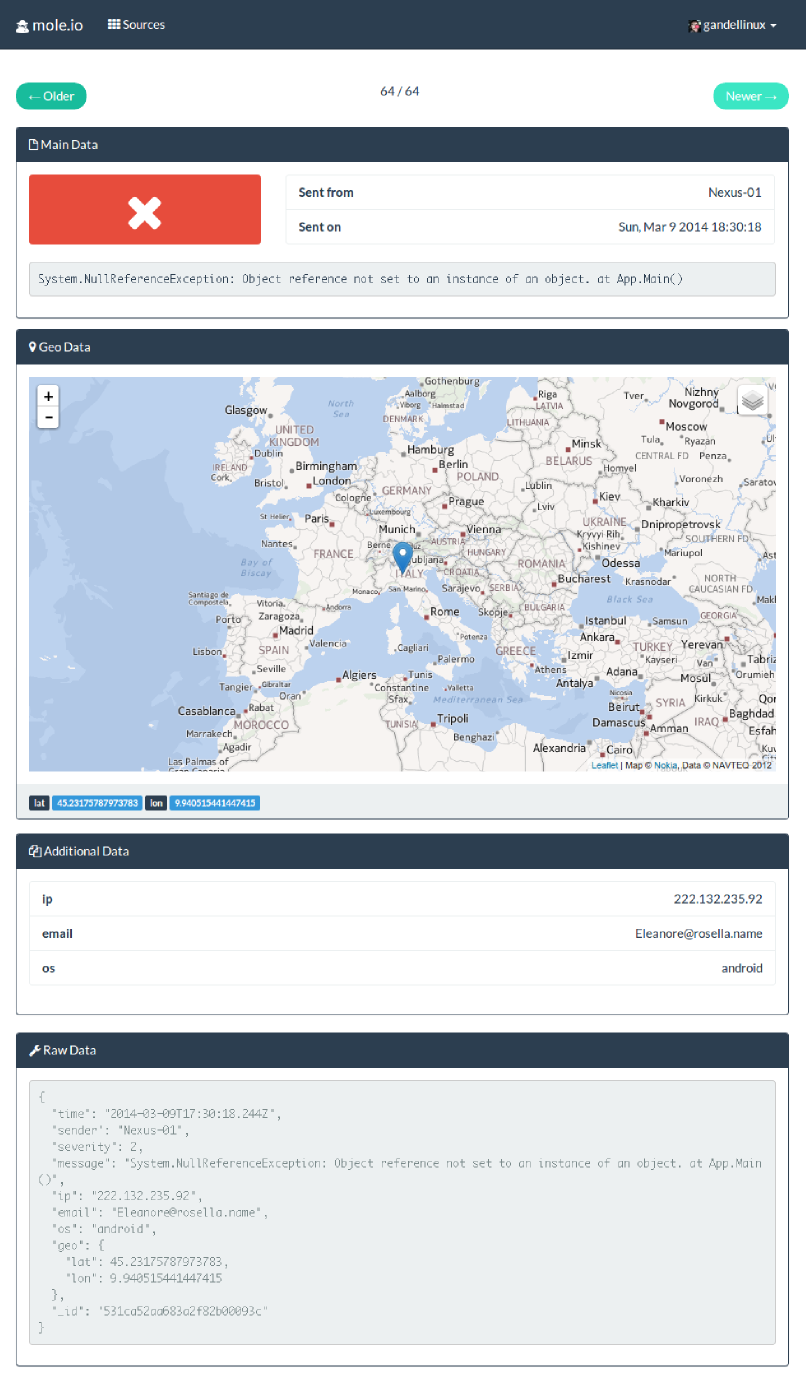 mole.io
Sources
gandellinux
← Older
64 / 64
Newer →
Main Data
Sent from Nexus-01
Sent on Sun, Mar 9 2014 18:30:18
System.NullReferenceException: Object reference not set to an instance of an object. at App.Main()
Geo Data
+
-
Gothenburg
Aalborg
North Sea
Viborg
Halmstad
Riga
LATVIA
Tver
Nizhny Novgorod
Glasgow
DENMARK
LITHUANIA
Moscow
UNITED KINGDOM
Tula
Ryazan
Dublin
Hamburg
Minsk
IRELAND
Birmingham
Berlin
BELARUS
CENTRAL FD
Penza
Cork
London
POLAND
Homyel
Bristol
GERMANY
Lublin
Voronezh
Saratov
Cologne
Prague
Kiev
Kharkiv
St. Helier
Luxembourg
Lviv
Paris
UKRAINE
Dnipropetrovsk
Munich
Vienna
Kryvyi Rih
SOUTHERN FD
Nantes
Berne
AUSTRIA
Kishinev
Mariupol
FRANCE
HUNGARY
Bay of Biscay
ROMANIA
Odessa
ITALY
CROATIA
Bucharest
Krasnodar
NORTH CAUCASIAN FD
Santiago de Compostela
Monaco
San Marino
Sarajevo
SERBIA
Vitoria
Andorra
Black Sea
Porto
Zaragoza
Rome
Skopje
BULGARIA
GEORGIA
Madrid
Istanbul
Samsun
Potenza
Ankara
Valencia
Cagliari
Yerevan
Lisbon
SPAIN
GREECE
Izmir
TURKEY
Palermo
Athens
Kayseri
Van
Seville
Algiers
Tunis
Antalya
Adana
Mosul
Orumieh
Tangier
Gibraltar
Constantine
Valletta
Nicosia
Oran
Sfax
Mediterranean Sea
SYRIA
Kirkuk
Casablanca
Rabat
Beirut
MOROCCO
TUNISIA
Tripoli
Damascus
IRAQ
Baghdad
Marrakech
Benghazi
Amman
Agadir
Alexandria
Cairo
Las Palmas of
Leaflet | Map © Nokia, Data © NAVTEQ 2012
lat 45.23175787973783 lon 9.940515441447415
Additional Data
ip 222.132.235.92
email Eleanore@rosella.name
os android
Raw Data
{
"time": "2014-03-09T17:30:18.244Z",
"sender": "Nexus-01",
"severity": 2,
"message": "System.NullReferenceException: Object reference not set to an instance of an object. at App.Main
()",
"ip": "222.132.235.92",
"email": "Eleanore@rosella.name",
"os": "android",
"geo": {
"lat": 45.23175787973783,
"lon": 9.940515441447415
},
"_id": "531ca52aa683a2f82b00093c"
}